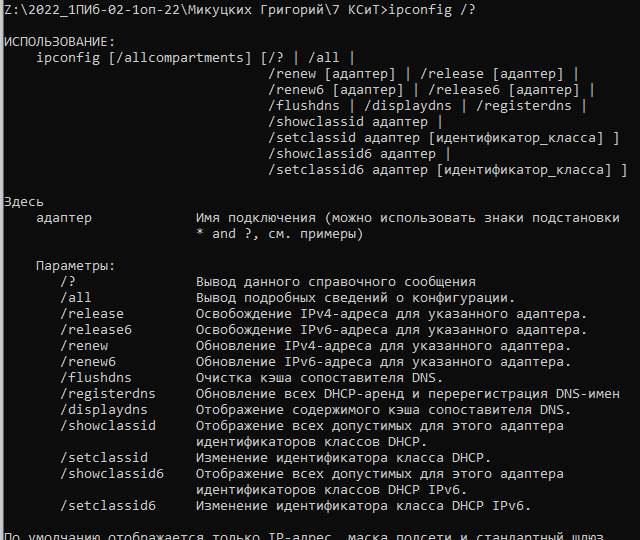 Z:\2022_1ПИб-02-1оп-22\Микуцких Григорий\7 КСиТ>ipconfig /?
ИСПОЛЬЗОВАНИЕ:
ipconfig [/allcompartments] [/? | /all |
/renew [адаптер] | /release [адаптер] |
/renew6 [адаптер] | /release6 [адаптер] |
/flushdns | /displaydns | /registerdns |
/showclassid адаптер |
/setclassid адаптер [идентификатор_класса] ]
/showclassid6 адаптер |
/setclassid6 адаптер [идентификатор_класса] ]
Здесь
адаптер Имя подключения (можно использовать знаки подстановки
* and ?, см. примеры)
Параметры:
/? Вывод данного справочного сообщения
/all Вывод подробных сведений о конфигурации.
/release Освобождение IPv4-адреса для указанного адаптера.
/release6 Освобождение IPv6-адреса для указанного адаптера.
/renew Обновление IPv4-адреса для указанного адаптера.
/renew6 Обновление IPv6-адреса для указанного адаптера.
/flushdns Очистка кэша сопоставителя DNS.
/registerdns Обновление всех DHCP-аренд и перерегистрация DNS-имен
/displaydns Отображение содержимого кэша сопоставителя DNS.
/showclassid Отображение всех допустимых для этого адаптера
идентификаторов классов DHCP.
/setclassid Изменение идентификатора класса DHCP.
/showclassid6 Отображение всех допустимых для этого адаптера
идентификаторов классов DHCP IPv6.
/setclassid6 Изменение идентификатора класса DHCP IPv6.
По умолчанию отображается только IP-адрес, маска подсети и стандартный шлюз